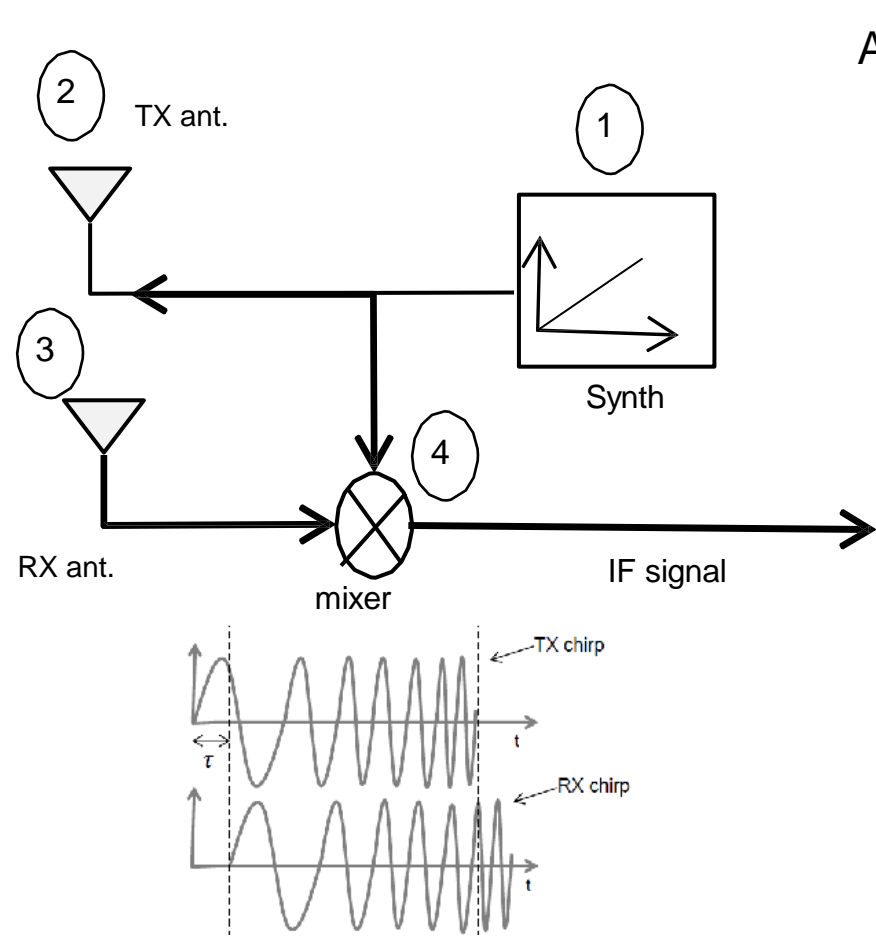 A
2
TX ant.
1
3
Synth
4
RX ant.
IF signal
mixer
TX chirp
τ
t
RX chirp
t